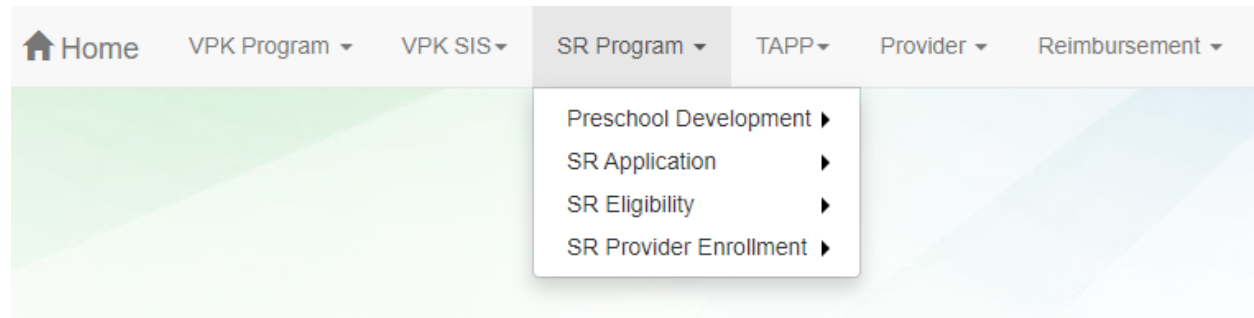 Home VPK Program VPK SIS SR Program TAPP Provider Reimbursement
Preschool Development
SR Application
SR Eligibility
SR Provider Enrollment